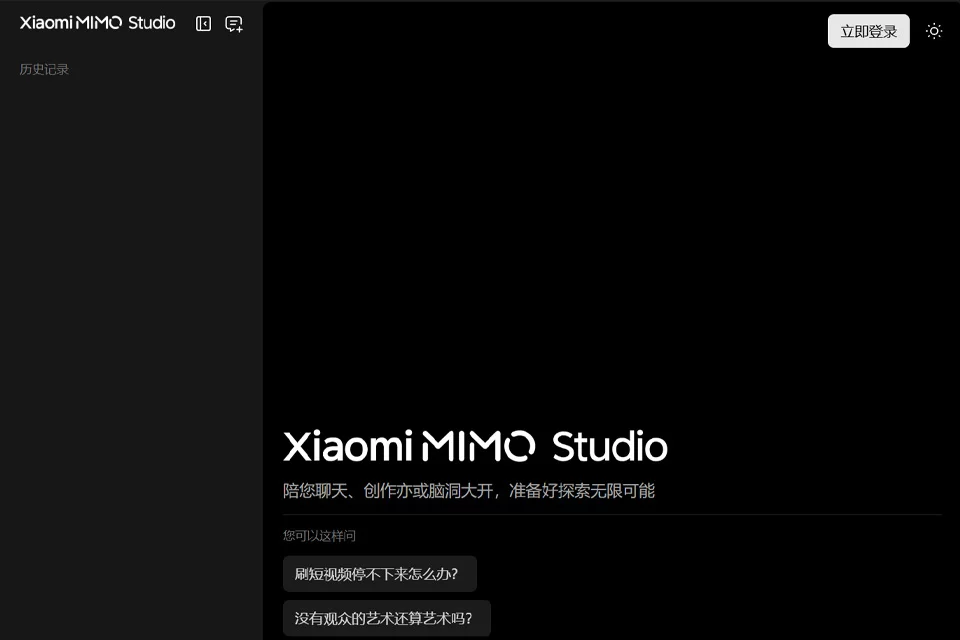 Xiaomi MIMO Studio
立即登录
历史记录
Xiaomi MIMO Studio
陪您聊天、创作亦或脑洞大开，准备好探索无限可能
您可以这样问
刷短视频停不下来怎么办？
没有观众的艺术还算艺术吗？